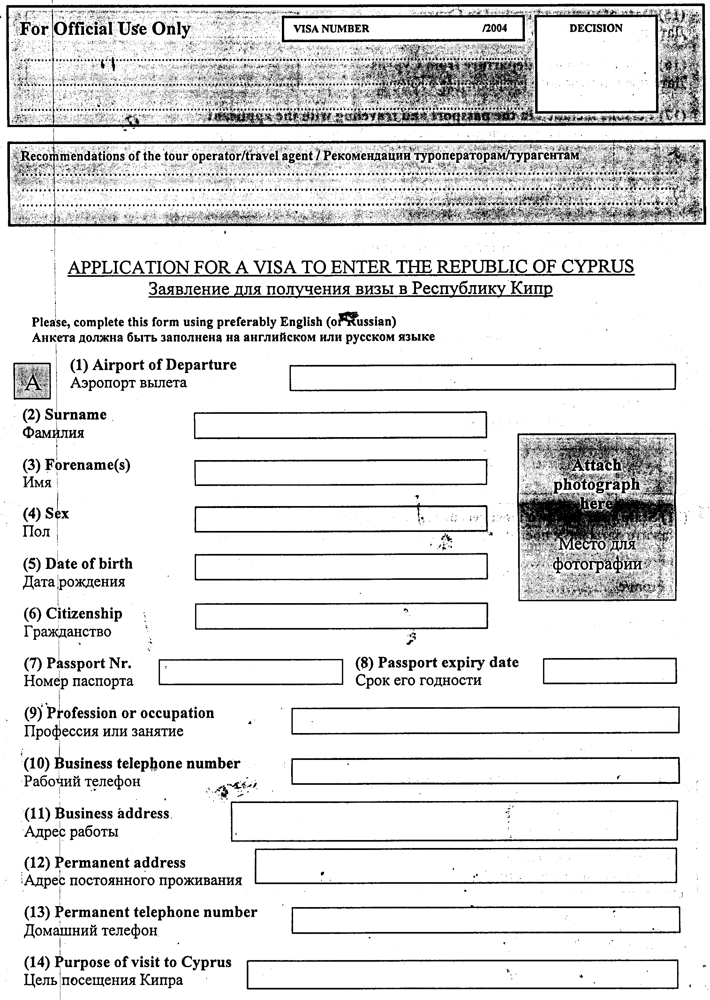 For Official Use Only
VISA NUMBER /2004
DECISION
Recommendations of the tour operator/travel agent / Рекомендации туроператорам/турагентам
APPLICATION FOR A VISA TO ENTER THE REPUBLIC OF CYPRUS
Заявление для получения визы в Республику Кипр
Please, complete this form using preferably English (or Russian)
Анкета должна быть заполнена на английском или русском языке
A
(1) Airport of Departure
Аэропорт вылета
(2) Surname
Фамилия
(3) Forename(s)
Имя
(4) Sex
Пол
(5) Date of birth
Дата рождения
(6) Citizenship
Гражданство
Attach
photograph
here
Место для
фотографии
(7) Passport Nr.
Номер паспорта
(8) Passport expiry date
Срок его годности
(9) Profession or occupation
Профессия или занятие
(10) Business telephone number
Рабочий телефон
(11) Business address
Адрес работы
(12) Permanent address
Адрес постоянного проживания
(13) Permanent telephone number
Домашний телефон
(14) Purpose of visit to Cyprus
Цель посещения Кипра